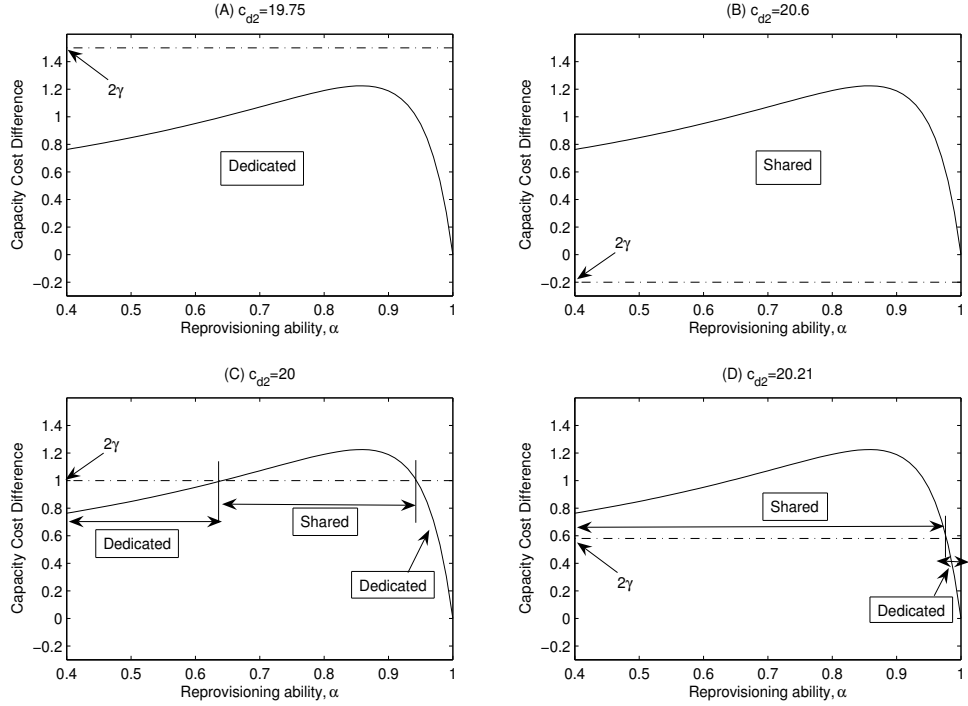 (A) c_d2=19.75
Capacity Cost Difference
1.4
1.2
1
0.8
0.6
0.4
0.2
0
−0.2
2γ
Dedicated
0.4 0.5 0.6 0.7 0.8 0.9 1
Reprovisioning ability, α
(B) c_d2=20.6
Capacity Cost Difference
1.4
1.2
1
0.8
0.6
0.4
0.2
0
−0.2
Shared
2γ
0.4 0.5 0.6 0.7 0.8 0.9 1
Reprovisioning ability, α
(C) c_d2=20
Capacity Cost Difference
1.4
1.2
1
0.8
0.6
0.4
0.2
0
−0.2
2γ
Dedicated
Shared
Dedicated
0.4 0.5 0.6 0.7 0.8 0.9 1
Reprovisioning ability, α
(D) c_d2=20.21
Capacity Cost Difference
1.4
1.2
1
0.8
0.6
0.4
0.2
0
−0.2
Shared
2γ
Dedicated
0.4 0.5 0.6 0.7 0.8 0.9 1
Reprovisioning ability, α